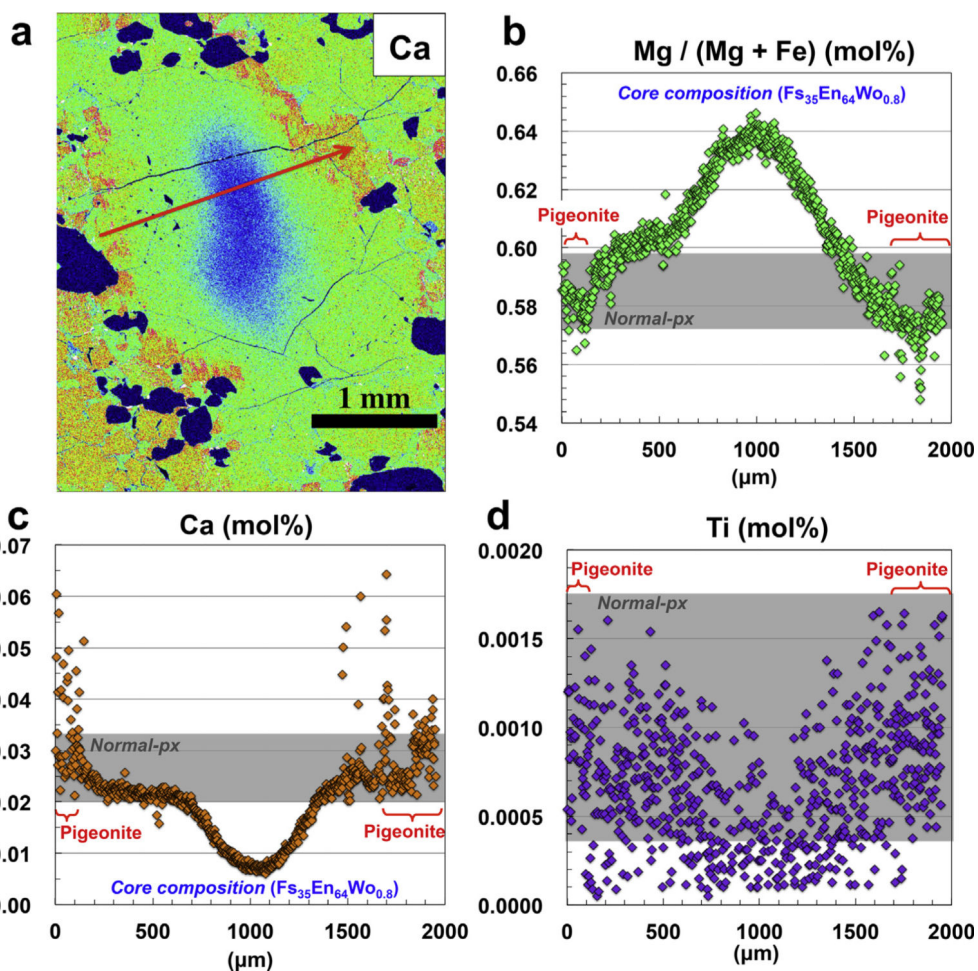 a
Ca
1 mm
b
Mg / (Mg + Fe) (mol%)
0.66
0.64
0.62
0.60
0.58
0.56
0.54
Core composition (Fs35En64Wo0.8)
Pigeonite
Pigeonite
Normal-px
0 500 1000 1500 2000
(µm)
c
Ca (mol%)
0.07
0.06
0.05
0.04
0.03
0.02
0.01
0.00
Normal-px
Pigeonite
Pigeonite
Core composition (Fs35En64Wo0.8)
0 500 1000 1500 2000
(µm)
d
Ti (mol%)
0.0020
0.0015
0.0010
0.0005
0.0000
Pigeonite
Pigeonite
Normal-px
0 500 1000 1500 2000
(µm)